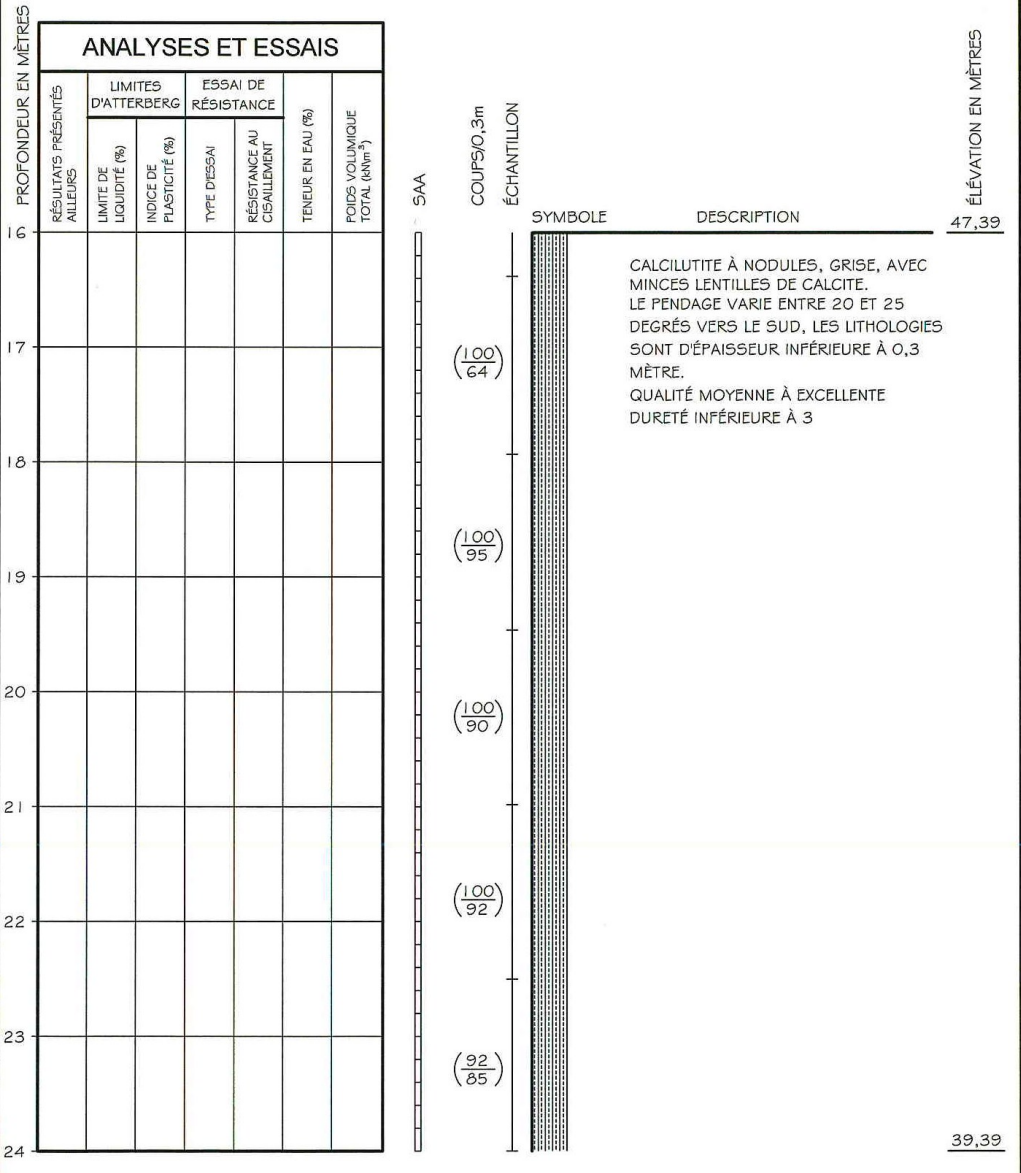 PROFONDEUR EN MÈTRES
ANALYSES ET ESSAIS
RÉSULTATS PRÉSENTÉS
AILLEURS
LIMITES
D'ATTERBERG
LIMITE DE
LIQUIDITÉ (%)
INDICE DE
PLASTICITÉ (%)
ESSAI DE
RÉSISTANCE
TYPE D'ESSAI
RÉSISTANCE AU
CISAILLEMENT
TENEUR EN EAU (%)
POIDS VOLUMIQUE
TOTAL (kN/m³)
SAA
COUPS/0,3m
ÉCHANTILLON
SYMBOLE
DESCRIPTION
ÉLÉVATION EN MÈTRES
47,39
16
CALCILUTITE À NODULES, GRISE, AVEC
MINCES LENTILLES DE CALCITE.
LE PENDAGE VARIE ENTRE 20 ET 25
DEGRÉS VERS LE SUD, LES LITHOLOGIES
SONT D'ÉPAISSEUR INFÉRIEURE À 0,3
MÈTRE.
QUALITÉ MOYENNE À EXCELLENTE
DURETÉ INFÉRIEURE À 3
17
(100
64)
18
(100
95)
19
20
(100
90)
21
(100
92)
22
23
(92
85)
24
39,39